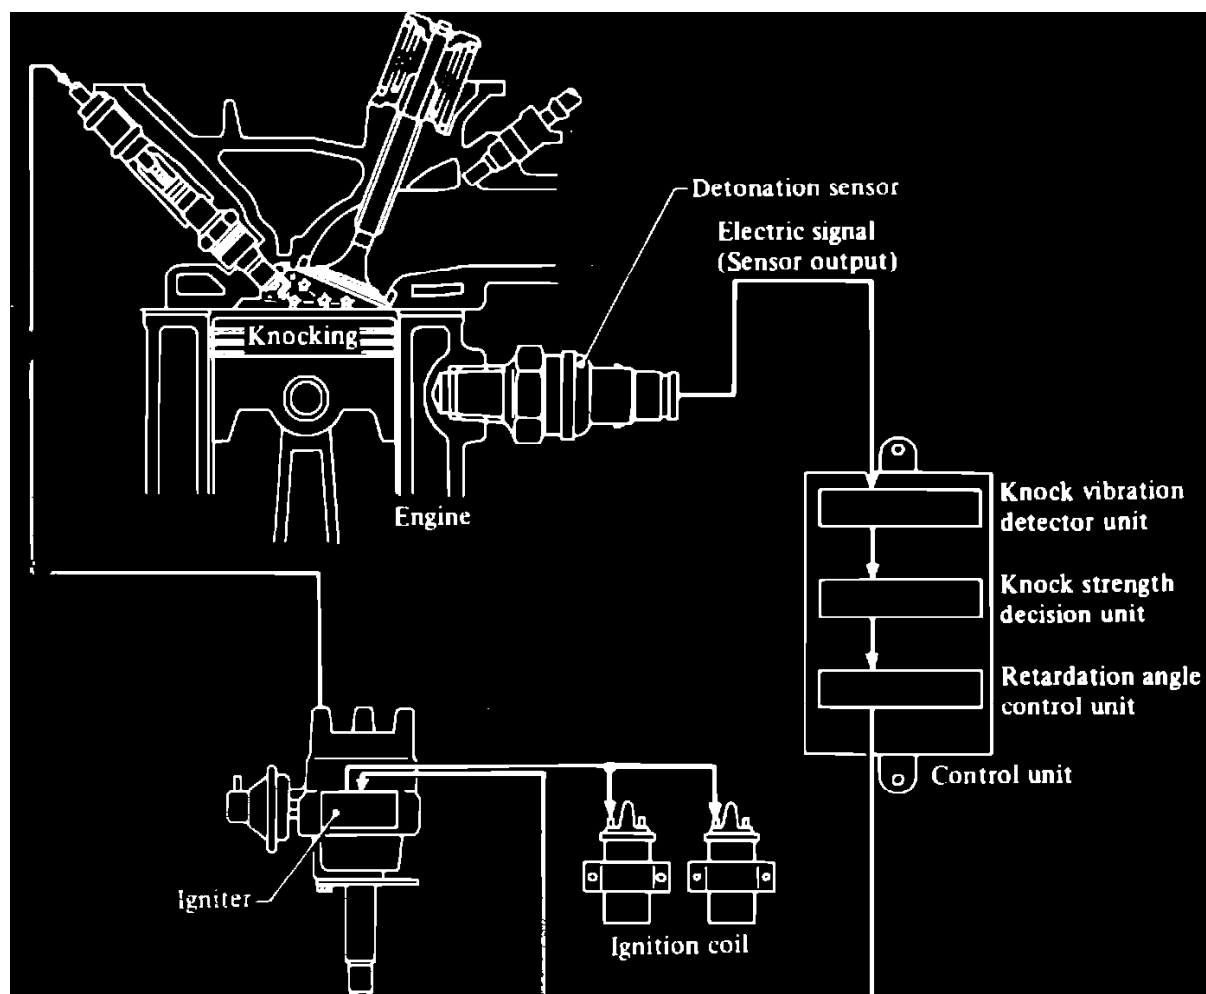 Detonation sensor
Electric signal
(Sensor output)
Knocking
Engine
Knock vibration
detector unit
Knock strength
decision unit
Retardation angle
control unit
Control unit
Igniter
Ignition coil